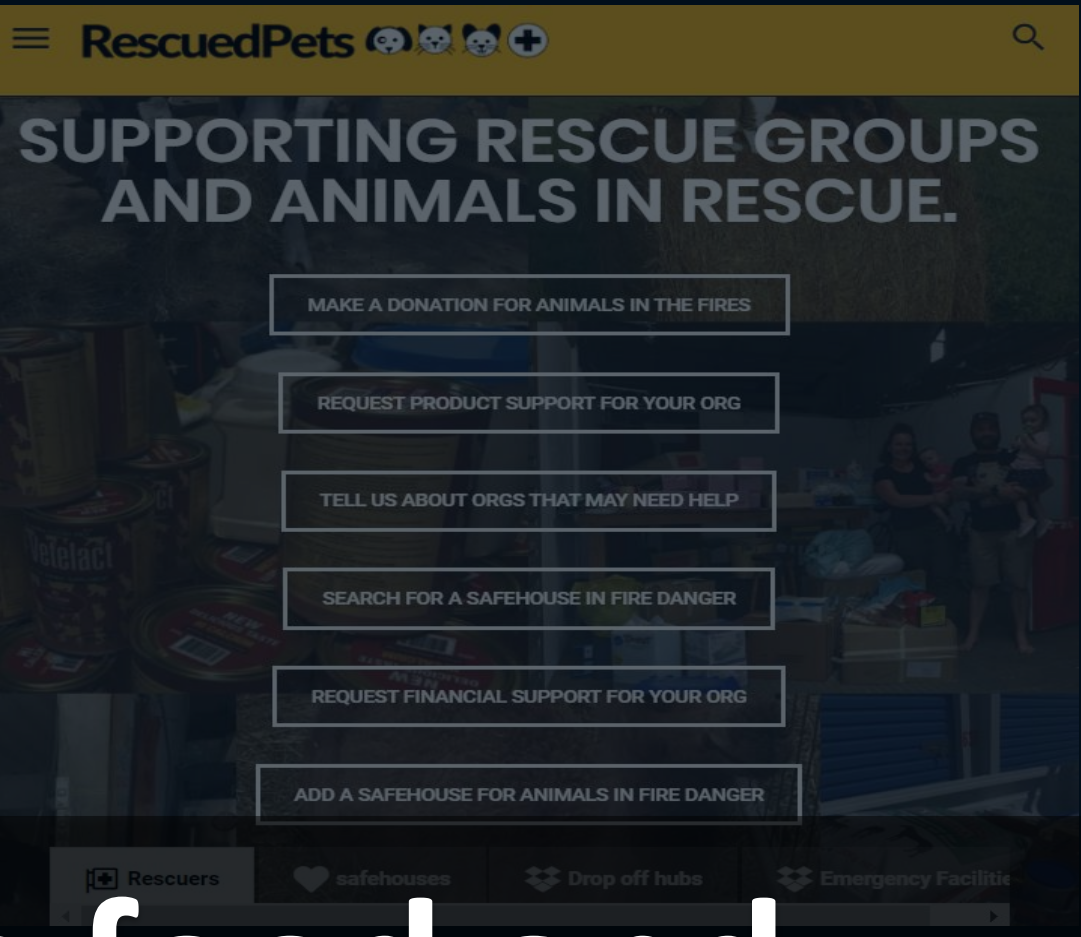 RescuedPets
SUPPORTING RESCUE GROUPS
AND ANIMALS IN RESCUE.
MAKE A DONATION FOR ANIMALS IN THE FIRES
REQUEST PRODUCT SUPPORT FOR YOUR ORG
TELL US ABOUT ORGS THAT MAY NEED HELP
SEARCH FOR A SAFEHOUSE IN FIRE DANGER
REQUEST FINANCIAL SUPPORT FOR YOUR ORG
ADD A SAFEHOUSE FOR ANIMALS IN FIRE DANGER
Rescuers safehouses Drop off hubs Emergency Facilitie